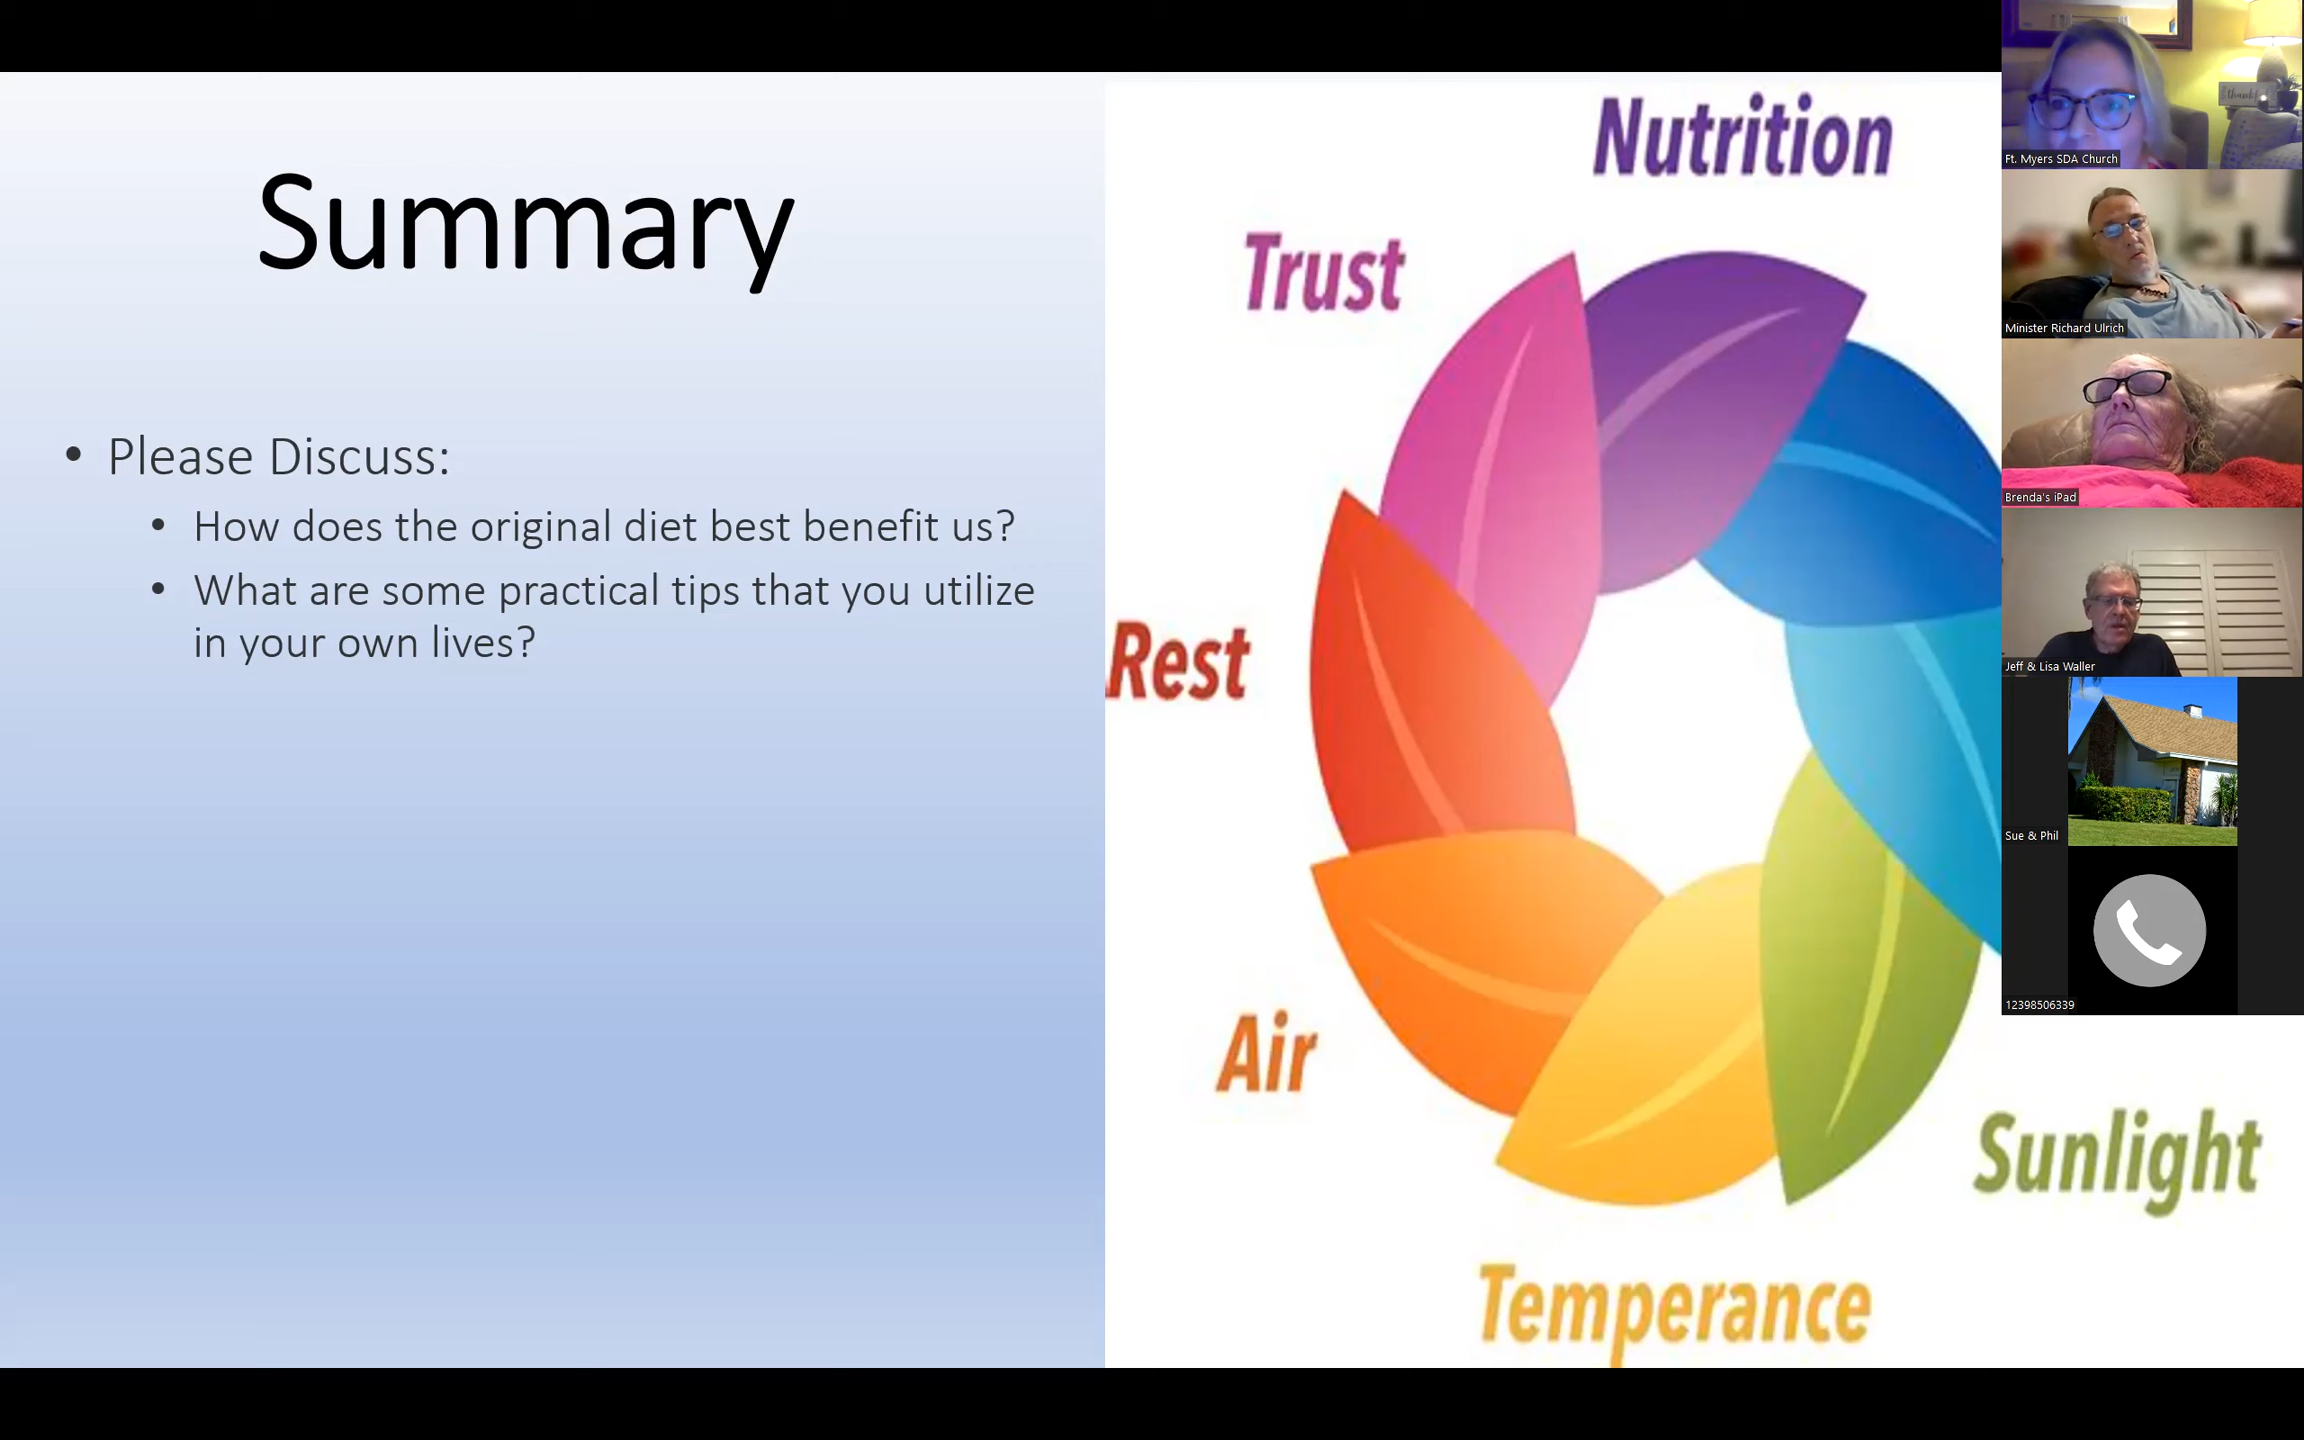 Summary
• Please Discuss:
• How does the original diet best benefit us?
• What are some practical tips that you utilize
in your own lives?
Nutrition
Trust
Rest
Air
Temperance
Sunlight
Ft. Myers SDA Church
Minister Richard Ulrich
Brenda's iPad
Jeff & Lisa Waller
Sue & Phil
12398506339